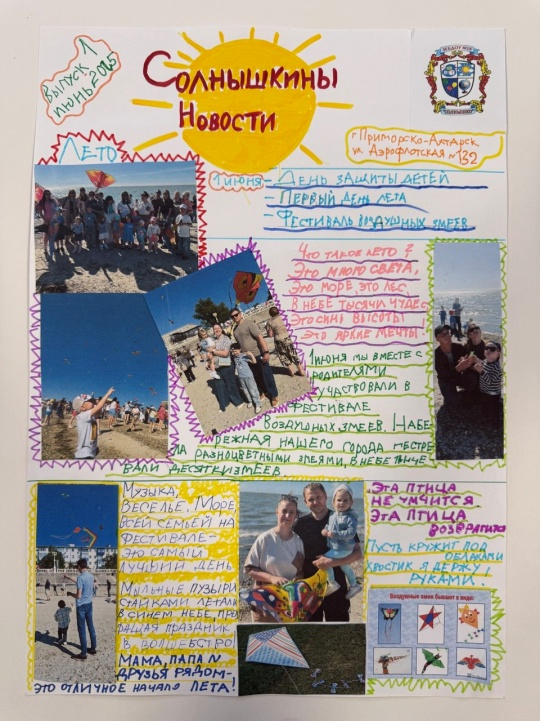 Выпуск 1
июнь 2025
Солнышкины
Новости
г Приморско-Ахтарск
ул Аэрофлотская №132
Лето
1 июня
- День защиты детей
- Первый день лета
- Фестиваль воздушных змеев
Что такое лето?
Это много света,
Это море, это лес,
В небе тысячи чудес
Это синь высоты
Это яркие мечты!
1 июня мы вместе с
родителями
участвовали в
фестивале
воздушных змеев. Набе
режная нашего города
ла разноцветными змеями, в небе
вали десятки змеев
Музыка,
Веселье. Море
всей семьёй на
фестивале-
это самый
лучший день
Мыльные пузыри
стайками летали
в синем небе, пре
ращая праздник
в волшебство
Мама, папа и
друзья рядом-
это отличное начало лета!
Эта птица
не умчится
Эта птица
возвратится
Пусть кружит под
облаками
Хвостик я держу
руками.
Воздушные змеи бывают в виде: